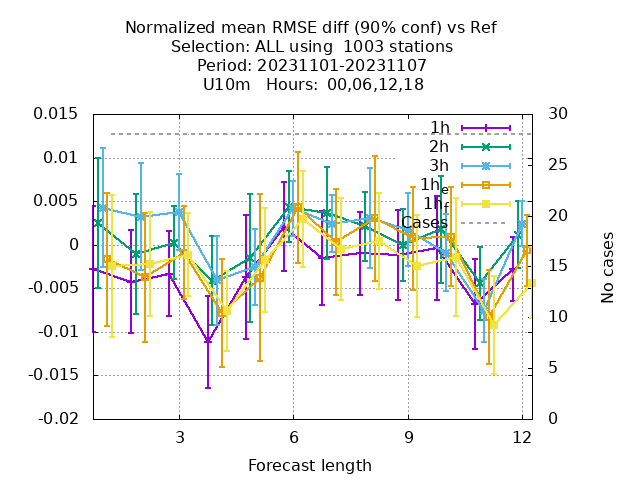 Normalized mean RMSE diff (90% conf) vs Ref
Selection: ALL using  1003 stations
Period: 20231101-20231107
U10m   Hours:  00,06,12,18
0.015
0.01
0.005
0
-0.005
-0.01
-0.015
-0.02
30
25
20
15
10
5
0
1h
2h
3h
1h_e
1h_f
Cases
No cases
3
6
9
12
Forecast length